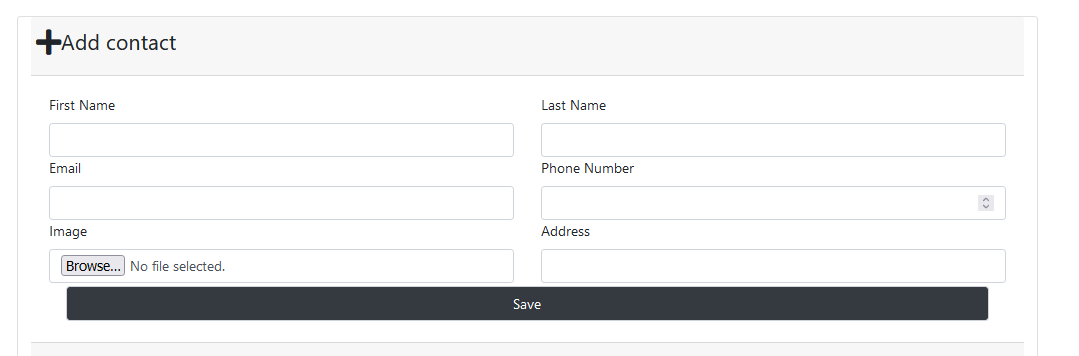 Add contact
First Name
Last Name
Email
Phone Number
Image
Address
Browse... No file selected.
Save